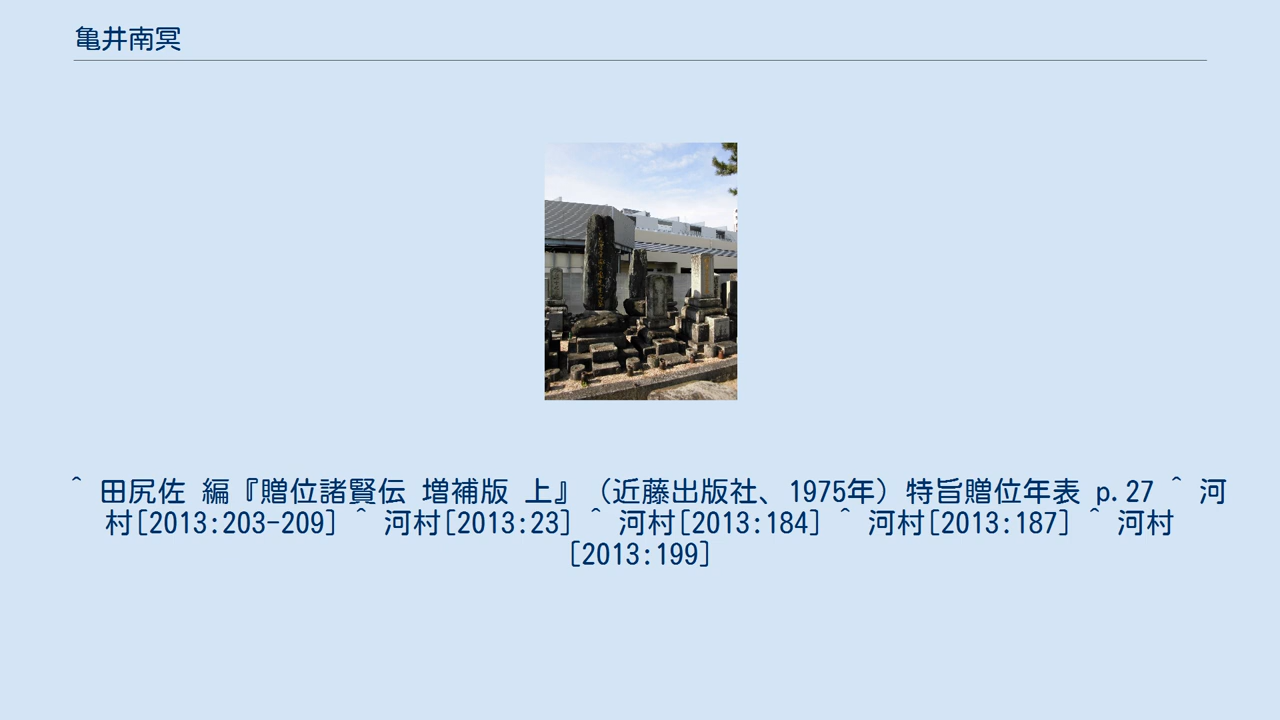 亀井南冥
^ 田尻佐 編『贈位諸賢伝 増補版 上』（近藤出版社、1975年）特旨贈位年表 p.27 ^ 河
村[2013:203-209] ^ 河村[2013:23] ^ 河村[2013:184] ^ 河村[2013:187] ^ 河村
[2013:199]